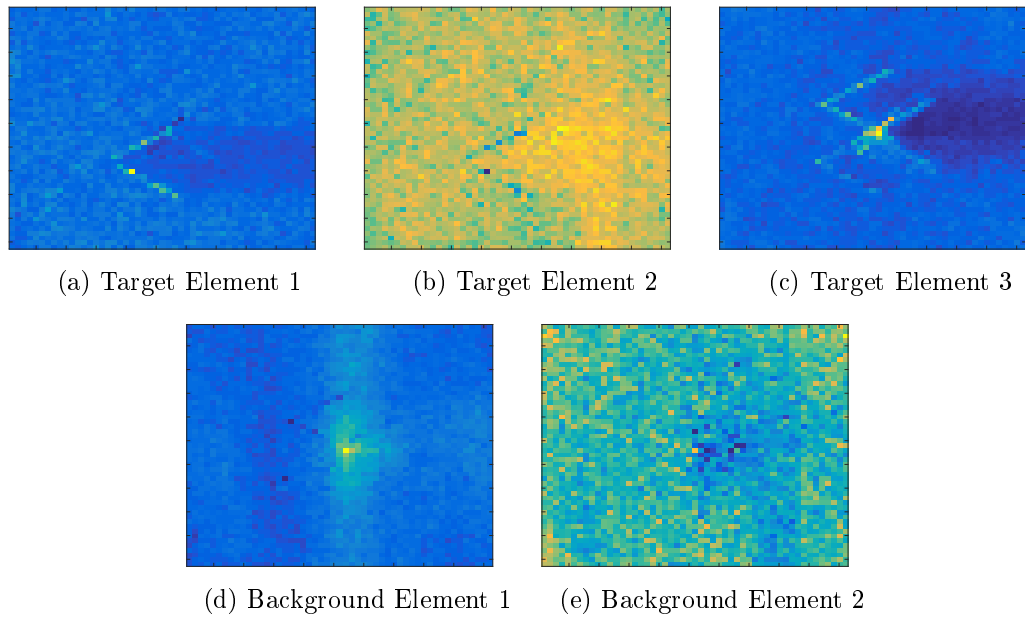 (a) Target Element 1
(b) Target Element 2
(c) Target Element 3
(d) Background Element 1
(e) Background Element 2